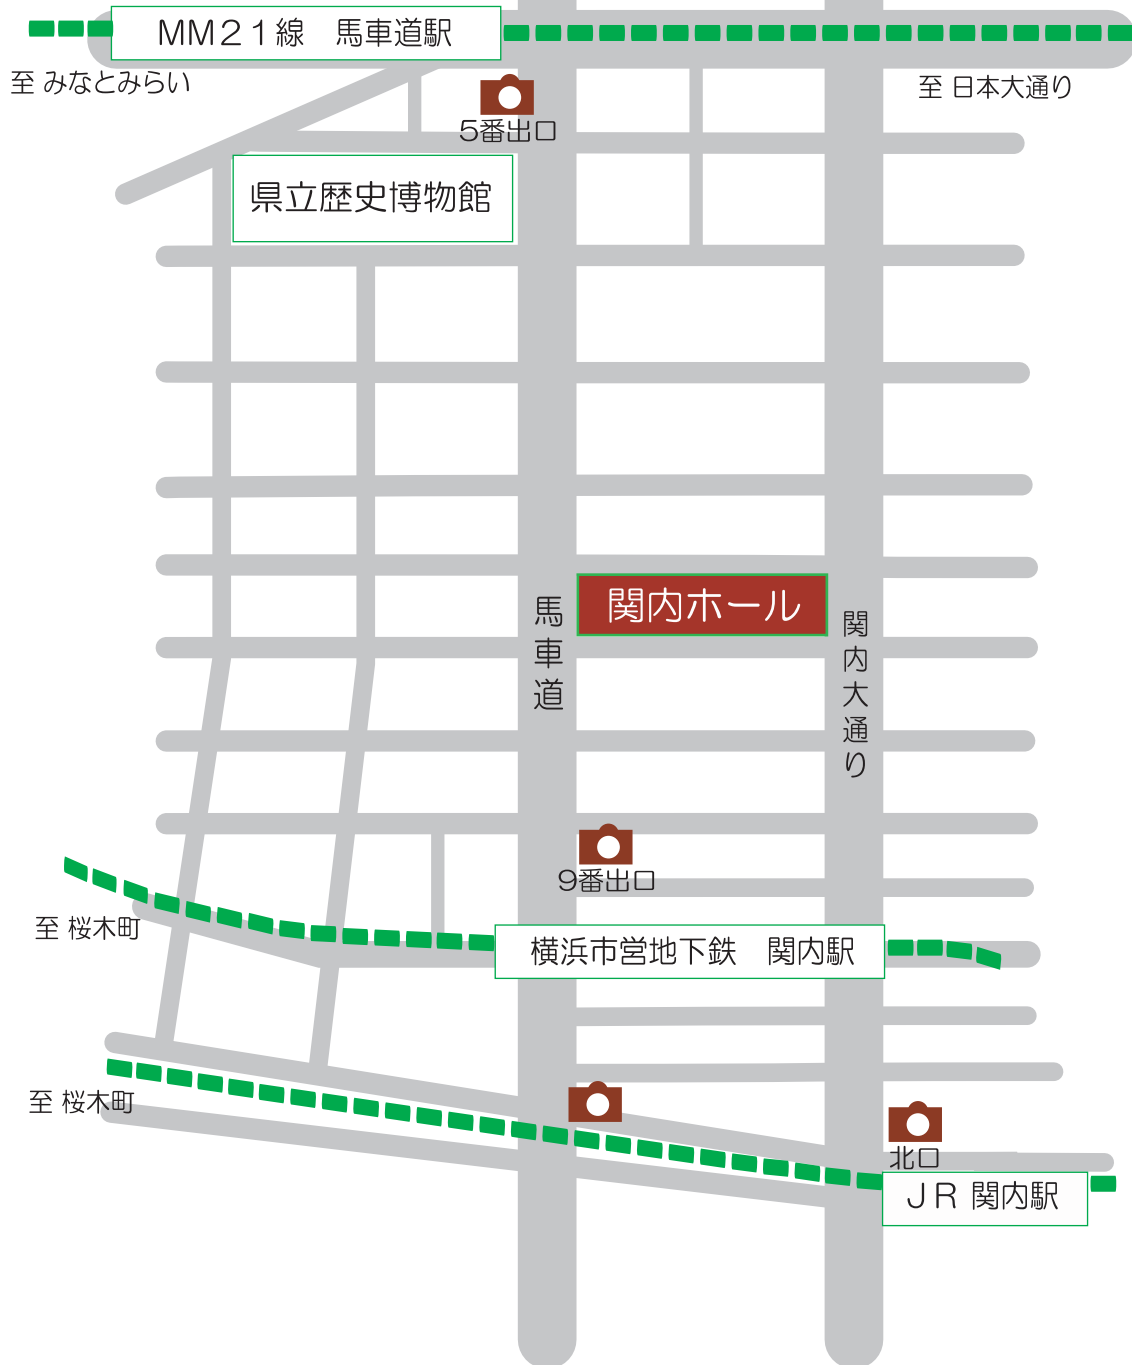 MM21線　馬車道駅
至 みなとみらい
至 日本大通り
5番出口
県立歴史博物館
関内ホール
馬車道
関内大通り
9番出口
至 桜木町
横浜市営地下鉄　関内駅
至 桜木町
北口
JR 関内駅